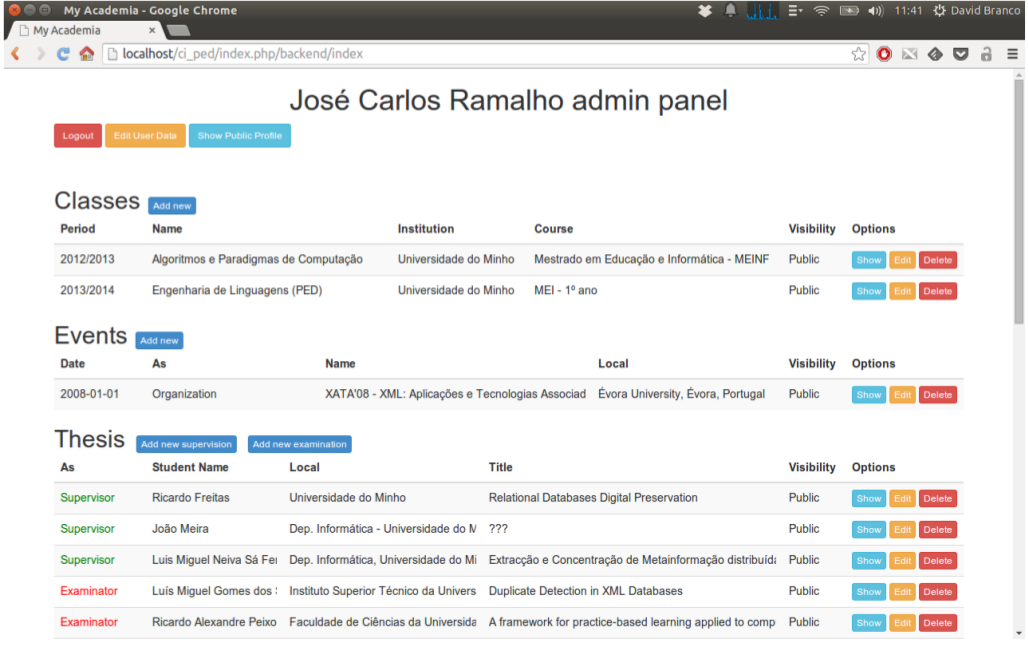 My Academia - Google Chrome 11:41 David Branco
My Academia ×
localhost/ci_ped/index.php/backend/index
José Carlos Ramalho admin panel
Logout Edit User Data Show Public Profile
Classes Add new
Period Name Institution Course Visibility Options
2012/2013 Algoritmos e Paradigmas de Computação Universidade do Minho Mestrado em Educação e Informática - MEINF Public Show Edit Delete
2013/2014 Engenharia de Linguagens (PED) Universidade do Minho MEI - 1º ano Public Show Edit Delete
Events Add new
Date As Name Local Visibility Options
2008-01-01 Organization XATA'08 - XML: Aplicações e Tecnologias Associad Évora University, Évora, Portugal Public Show Edit Delete
Thesis Add new supervision Add new examination
As Student Name Local Title Visibility Options
Supervisor Ricardo Freitas Universidade do Minho Relational Databases Digital Preservation Public Show Edit Delete
Supervisor João Meira Dep. Informática - Universidade do M ??? Public Show Edit Delete
Supervisor Luis Miguel Neiva Sá Fer Dep. Informática, Universidade do Mi Extracção e Concentração de Metainformação distribuída Public Show Edit Delete
Examinator Luís Miguel Gomes dos Instituto Superior Técnico da Univers Duplicate Detection in XML Databases Public Show Edit Delete
Examinator Ricardo Alexandre Peixo Faculdade de Ciências da Universida A framework for practice-based learning applied to comp Public Show Edit Delete